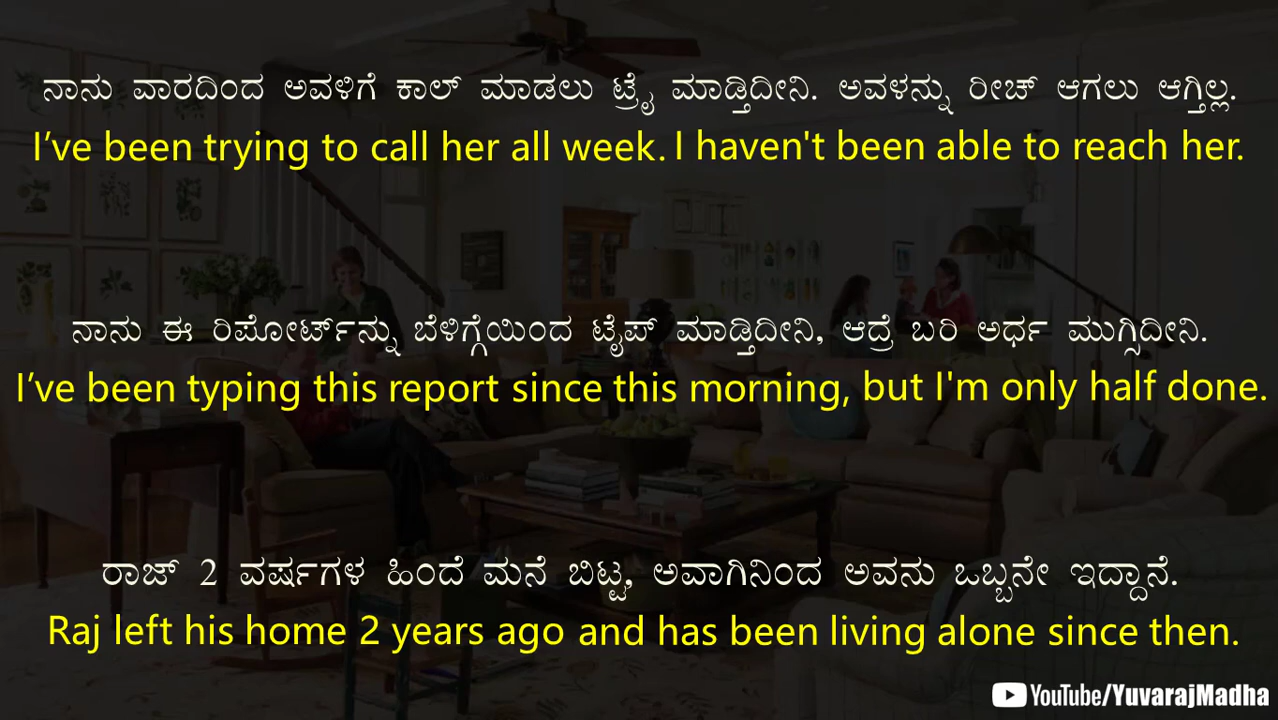 ನಾನು ವಾರದಿಂದ ಅವಳಿಗೆ ಕಾಲ್ ಮಾಡಲು ಟ್ರೈ ಮಾಡ್ತಿದೀನಿ. ಅವಳನ್ನು ರೀಚ್ ಆಗಲು ಆಗ್ತಿಲ್ಲ.
I’ve been trying to call her all week. I haven't been able to reach her.
ನಾನು ಈ ರಿಪೋರ್ಟ್‌ನ್ನು ಬೆಳಿಗ್ಗೆಯಿಂದ ಟೈಪ್ ಮಾಡ್ತಿದೀನಿ, ಆದ್ರೆ ಬರಿ ಅರ್ಧ ಮುಗ್ಸಿದೀನಿ.
I’ve been typing this report since this morning, but I'm only half done.
ರಾಜ್ 2 ವರ್ಷಗಳ ಹಿಂದೆ ಮನೆ ಬಿಟ್ಟ, ಅವಾಗಿನಿಂದ ಅವನು ಒಬ್ಬನೇ ಇದ್ದಾನೆ.
Raj left his home 2 years ago and has been living alone since then.
YouTube/YuvarajMadha